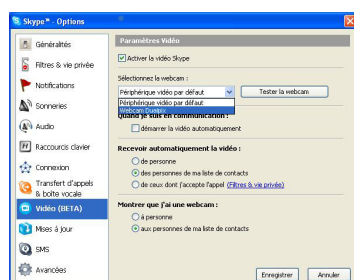 Skype™ - Options
Généralités
Filtres & vie privée
Notifications
Sonneries
Audio
Raccourcis clavier
Connexion
Transfert d'appels
& boîte vocale
Vidéo (BETA)
Mises à jour
SMS
Avancées
Paramètres Vidéo
Activer la vidéo Skype
Sélectionnez la webcam :
Périphérique vidéo par défaut
Tester la webcam
Périphérique vidéo par défaut
Webcam Dualpix
Quand je suis en communication :
démarrer la vidéo automatiquement
Recevoir automatiquement la vidéo :
de personne
des personnes de ma liste de contacts
de ceux dont j'accepte l'appel (Filtres & vie privée)
Montrer que j'ai une webcam :
à personne
aux personnes de ma liste de contacts
Enregistrer
Annuler